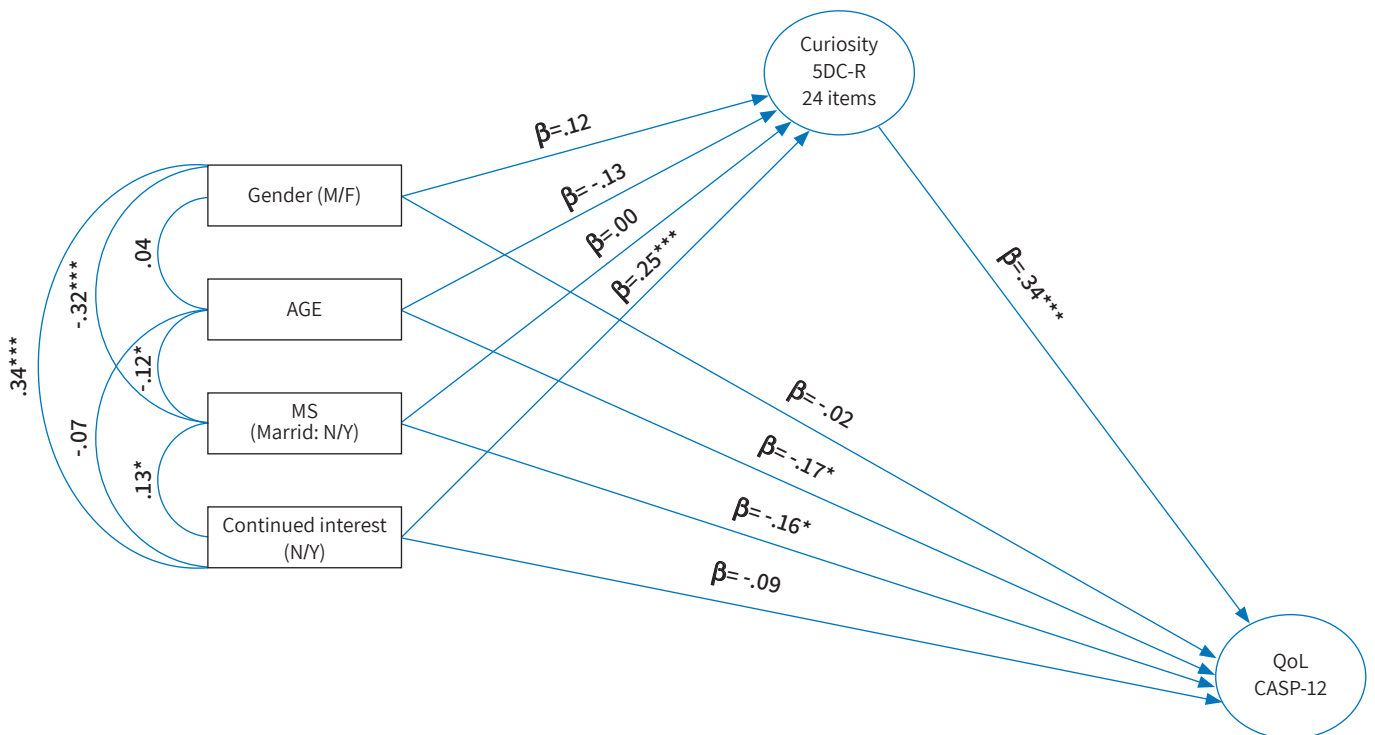 Curiosity
5DC-R
24 items
β=.12
Gender (M/F)
β= -.13
β=.00
.04
β=.25***
-.32***
β=.34***
AGE
.34***
-.12*
β= -.02
MS
(Marrid: N/Y)
-.07
β= -.17*
.13*
β= -.16*
Continued interest
(N/Y)
β= -.09
QoL
CASP-12